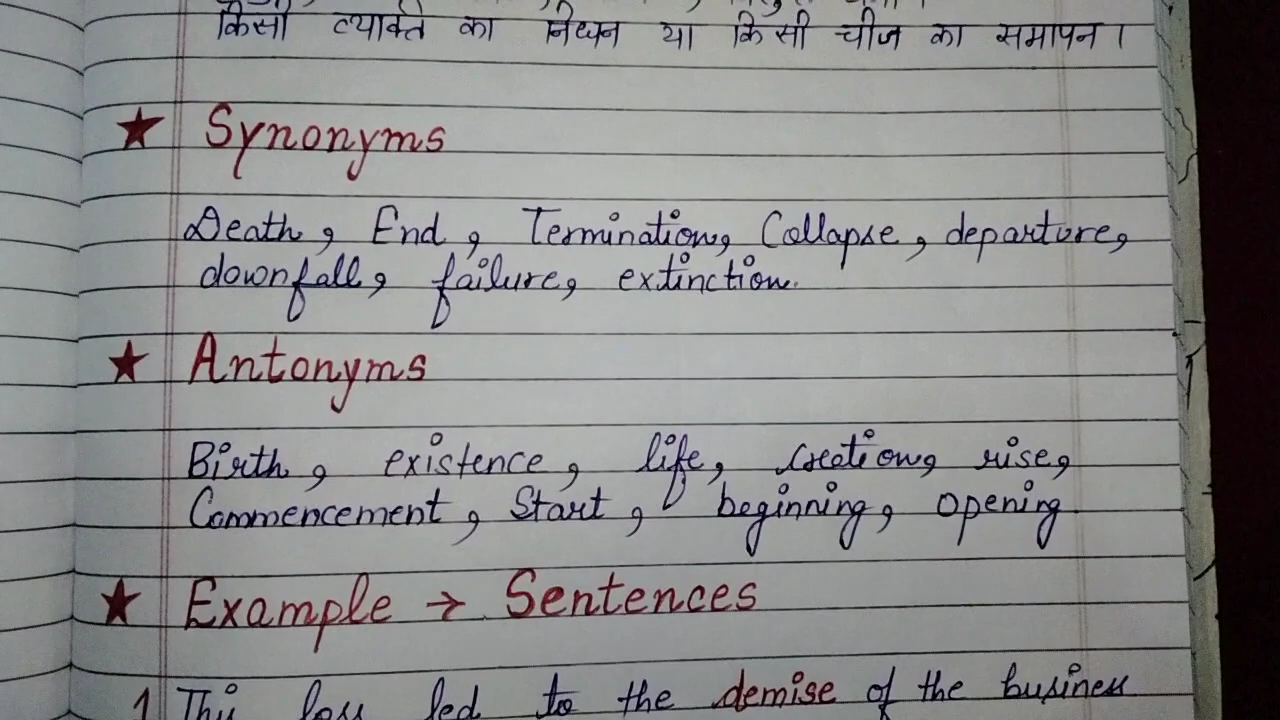 किसी व्यक्ति का निधन या किसी चीज का समापन।
★ Synonyms
Death, End, Termination, Collapse, departure,
downfall, failure, extinction.
★ Antonyms
Birth, existence, life, creation, rise,
Commencement, Start, beginning, opening
★ Example → Sentences
1 This loss led to the demise of the business